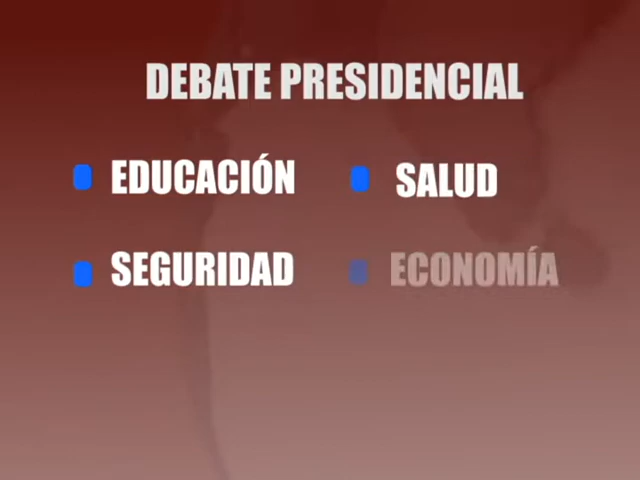 DEBATE PRESIDENCIAL
EDUCACIÓN
SALUD
SEGURIDAD
ECONOMÍA